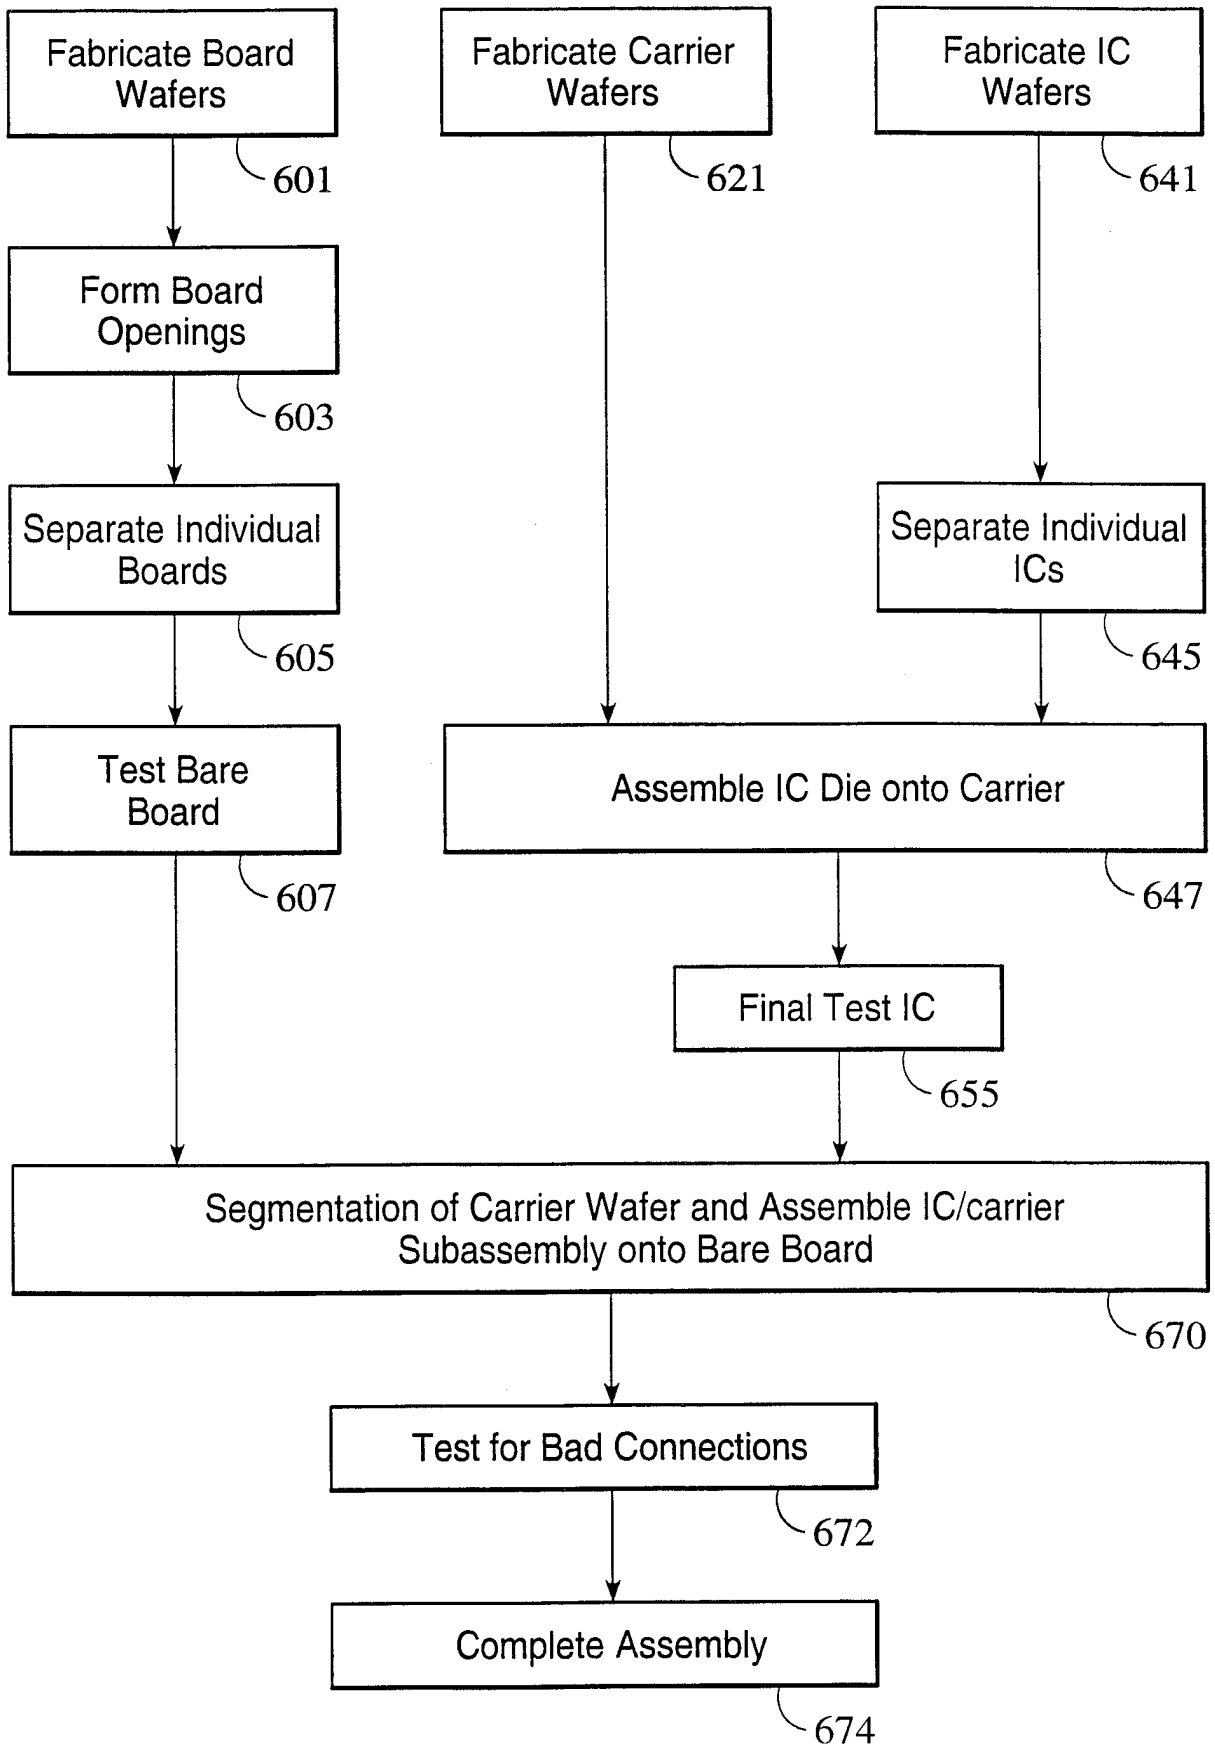 Fabricate Board
Wafers
601
Fabricate Carrier
Wafers
621
Fabricate IC
Wafers
641
Form Board
Openings
603
Separate Individual
Boards
605
Separate Individual
ICs
645
Test Bare
Board
607
Assemble IC Die onto Carrier
647
Final Test IC
655
Segmentation of Carrier Wafer and Assemble IC/carrier
Subassembly onto Bare Board
670
Test for Bad Connections
672
Complete Assembly
674